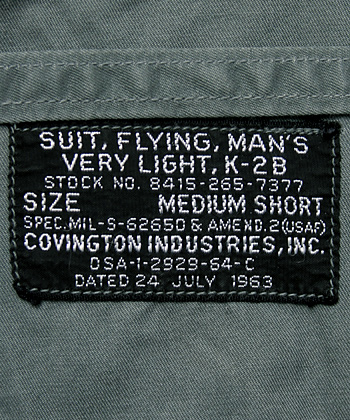 SUIT, FLYING, MAN'S
VERY LIGHT, K-2B
STOCK NO. 8415-265-7377
SIZE MEDIUM SHORT
SPEC. MIL-S-62650 & AMEND. 2 (USAF)
COVINGTON INDUSTRIES, INC.
DSA-1-2929-64-C
DATED 24 JULY 1963